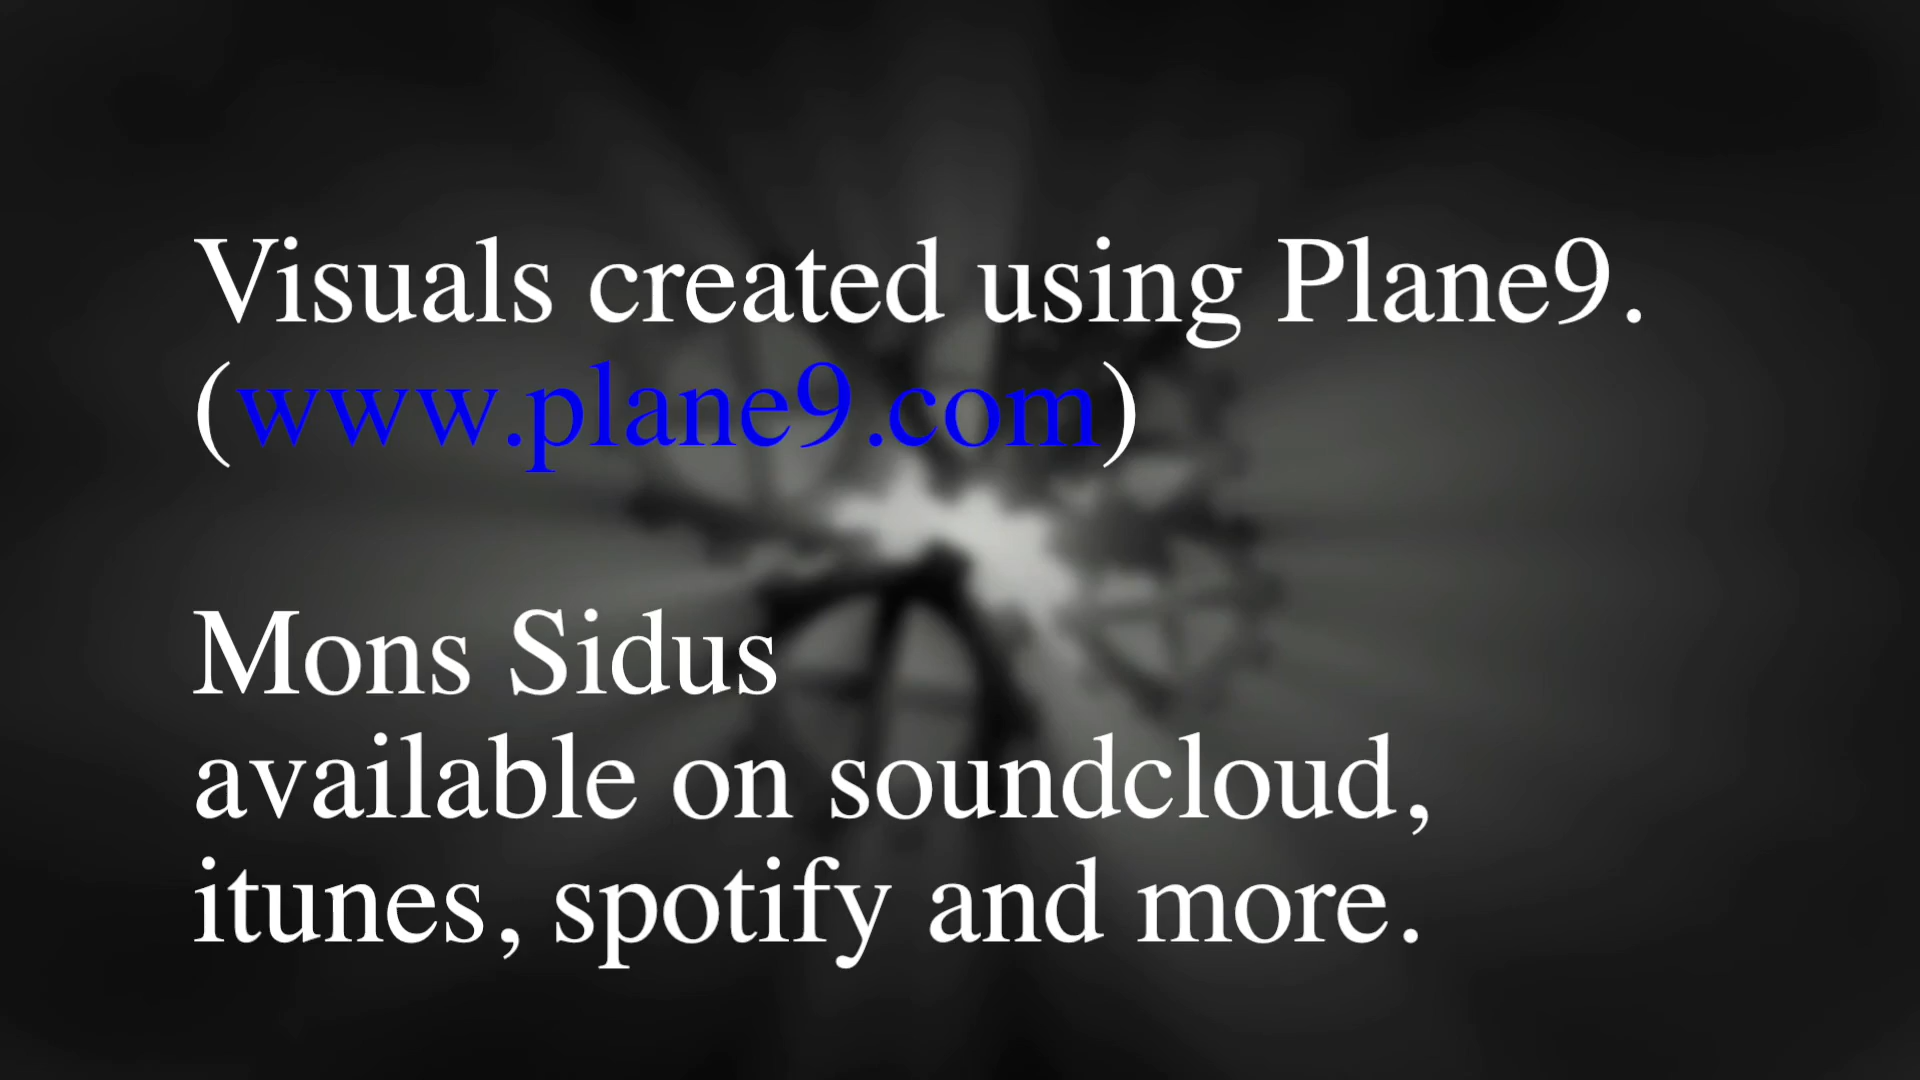 Visuals created using Plane9.
(www.plane9.com)
Mons Sidus
available on soundcloud,
itunes, spotify and more.